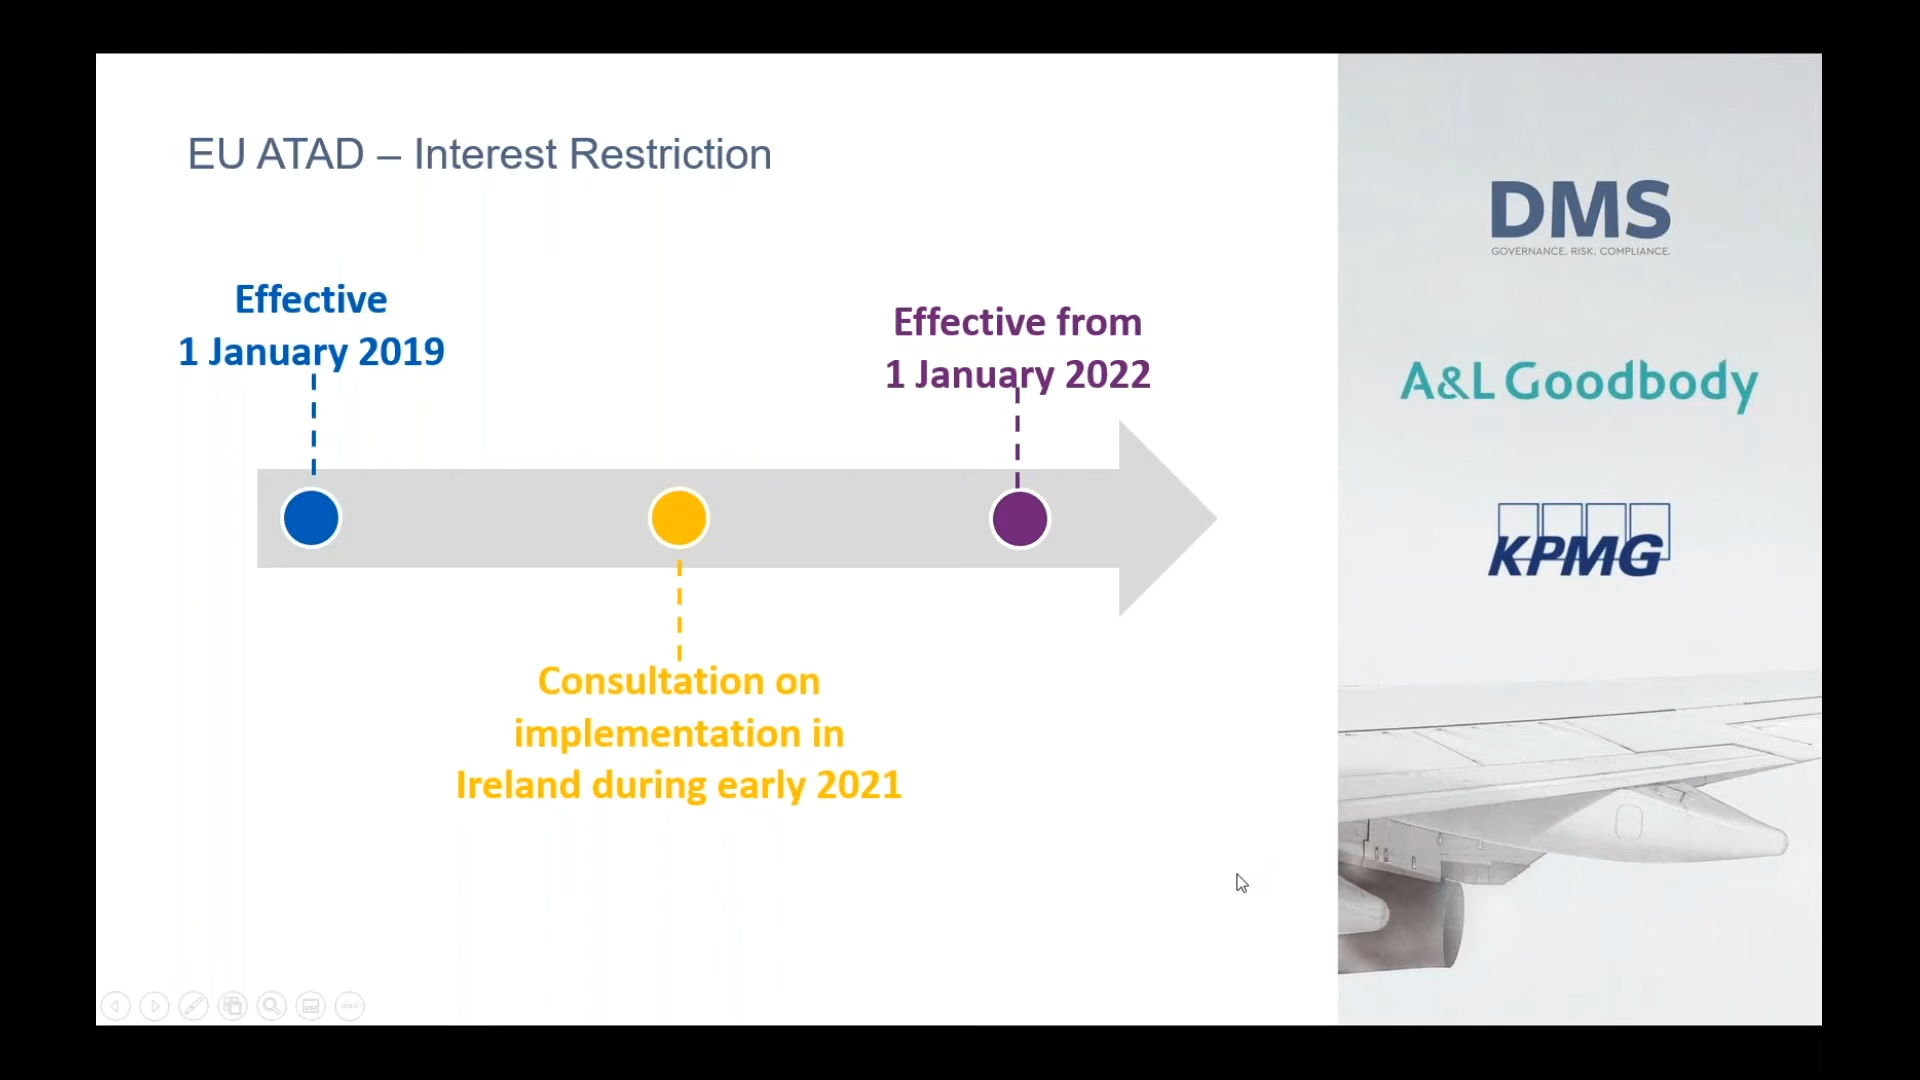 EU ATAD – Interest Restriction
Effective
1 January 2019
Effective from
1 January 2022
Consultation on
implementation in
Ireland during early 2021
DMS
GOVERNANCE. RISK. COMPLIANCE.
A&L Goodbody
KPMG